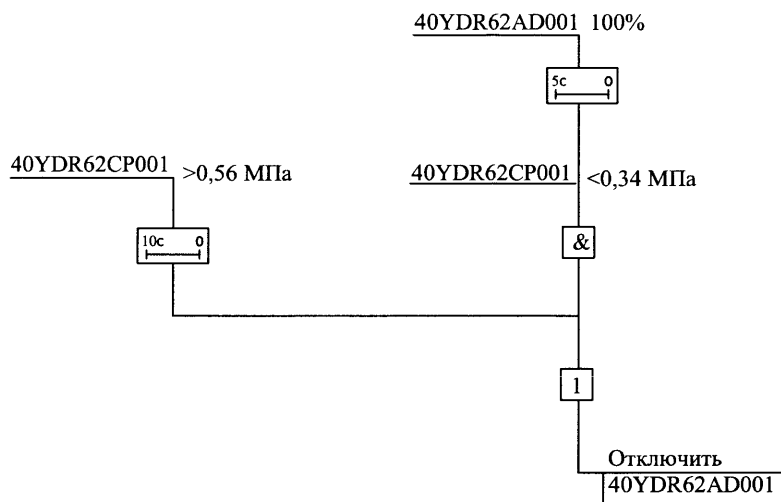 40YDR62AD001 100%
5с 0
40YDR62CP001 >0,56 МПа
40YDR62CP001 <0,34 МПа
10с 0
&
1
Отключить
40YDR62AD001